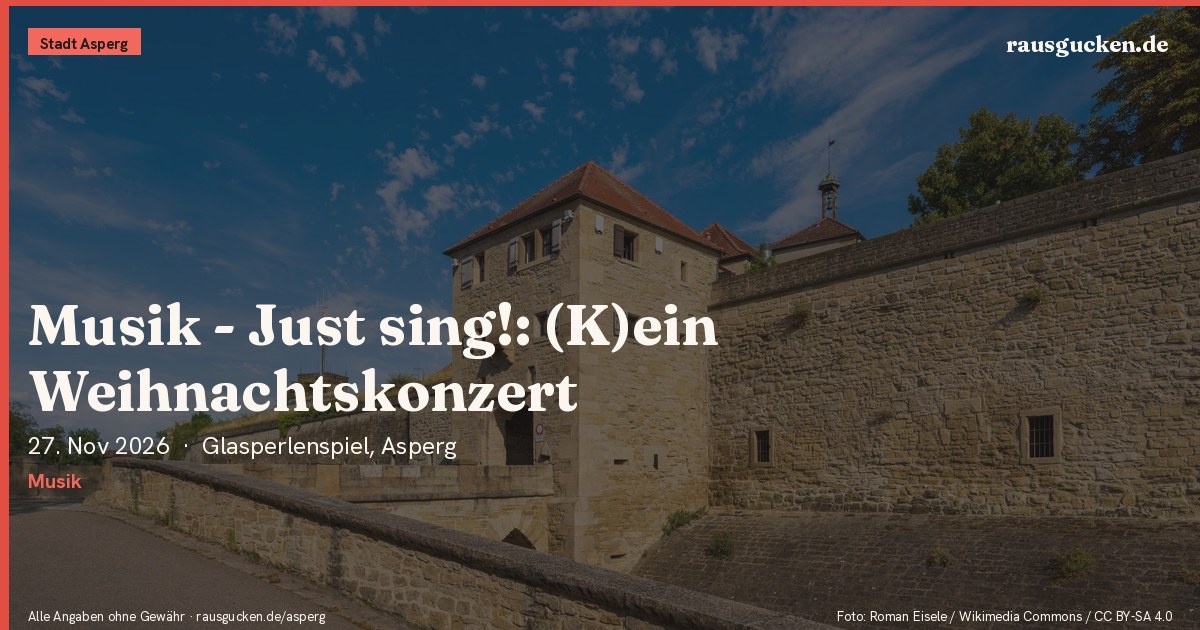 Stadt Asperg
rausgucken.de
Musik - Just sing!: (K)ein
Weihnachtskonzert
27. Nov 2026 · Glasperlenspiel, Asperg
Musik
Alle Angaben ohne Gewähr · rausgucken.de/asperg
Foto: Roman Eisele / Wikimedia Commons / CC BY-SA 4.0